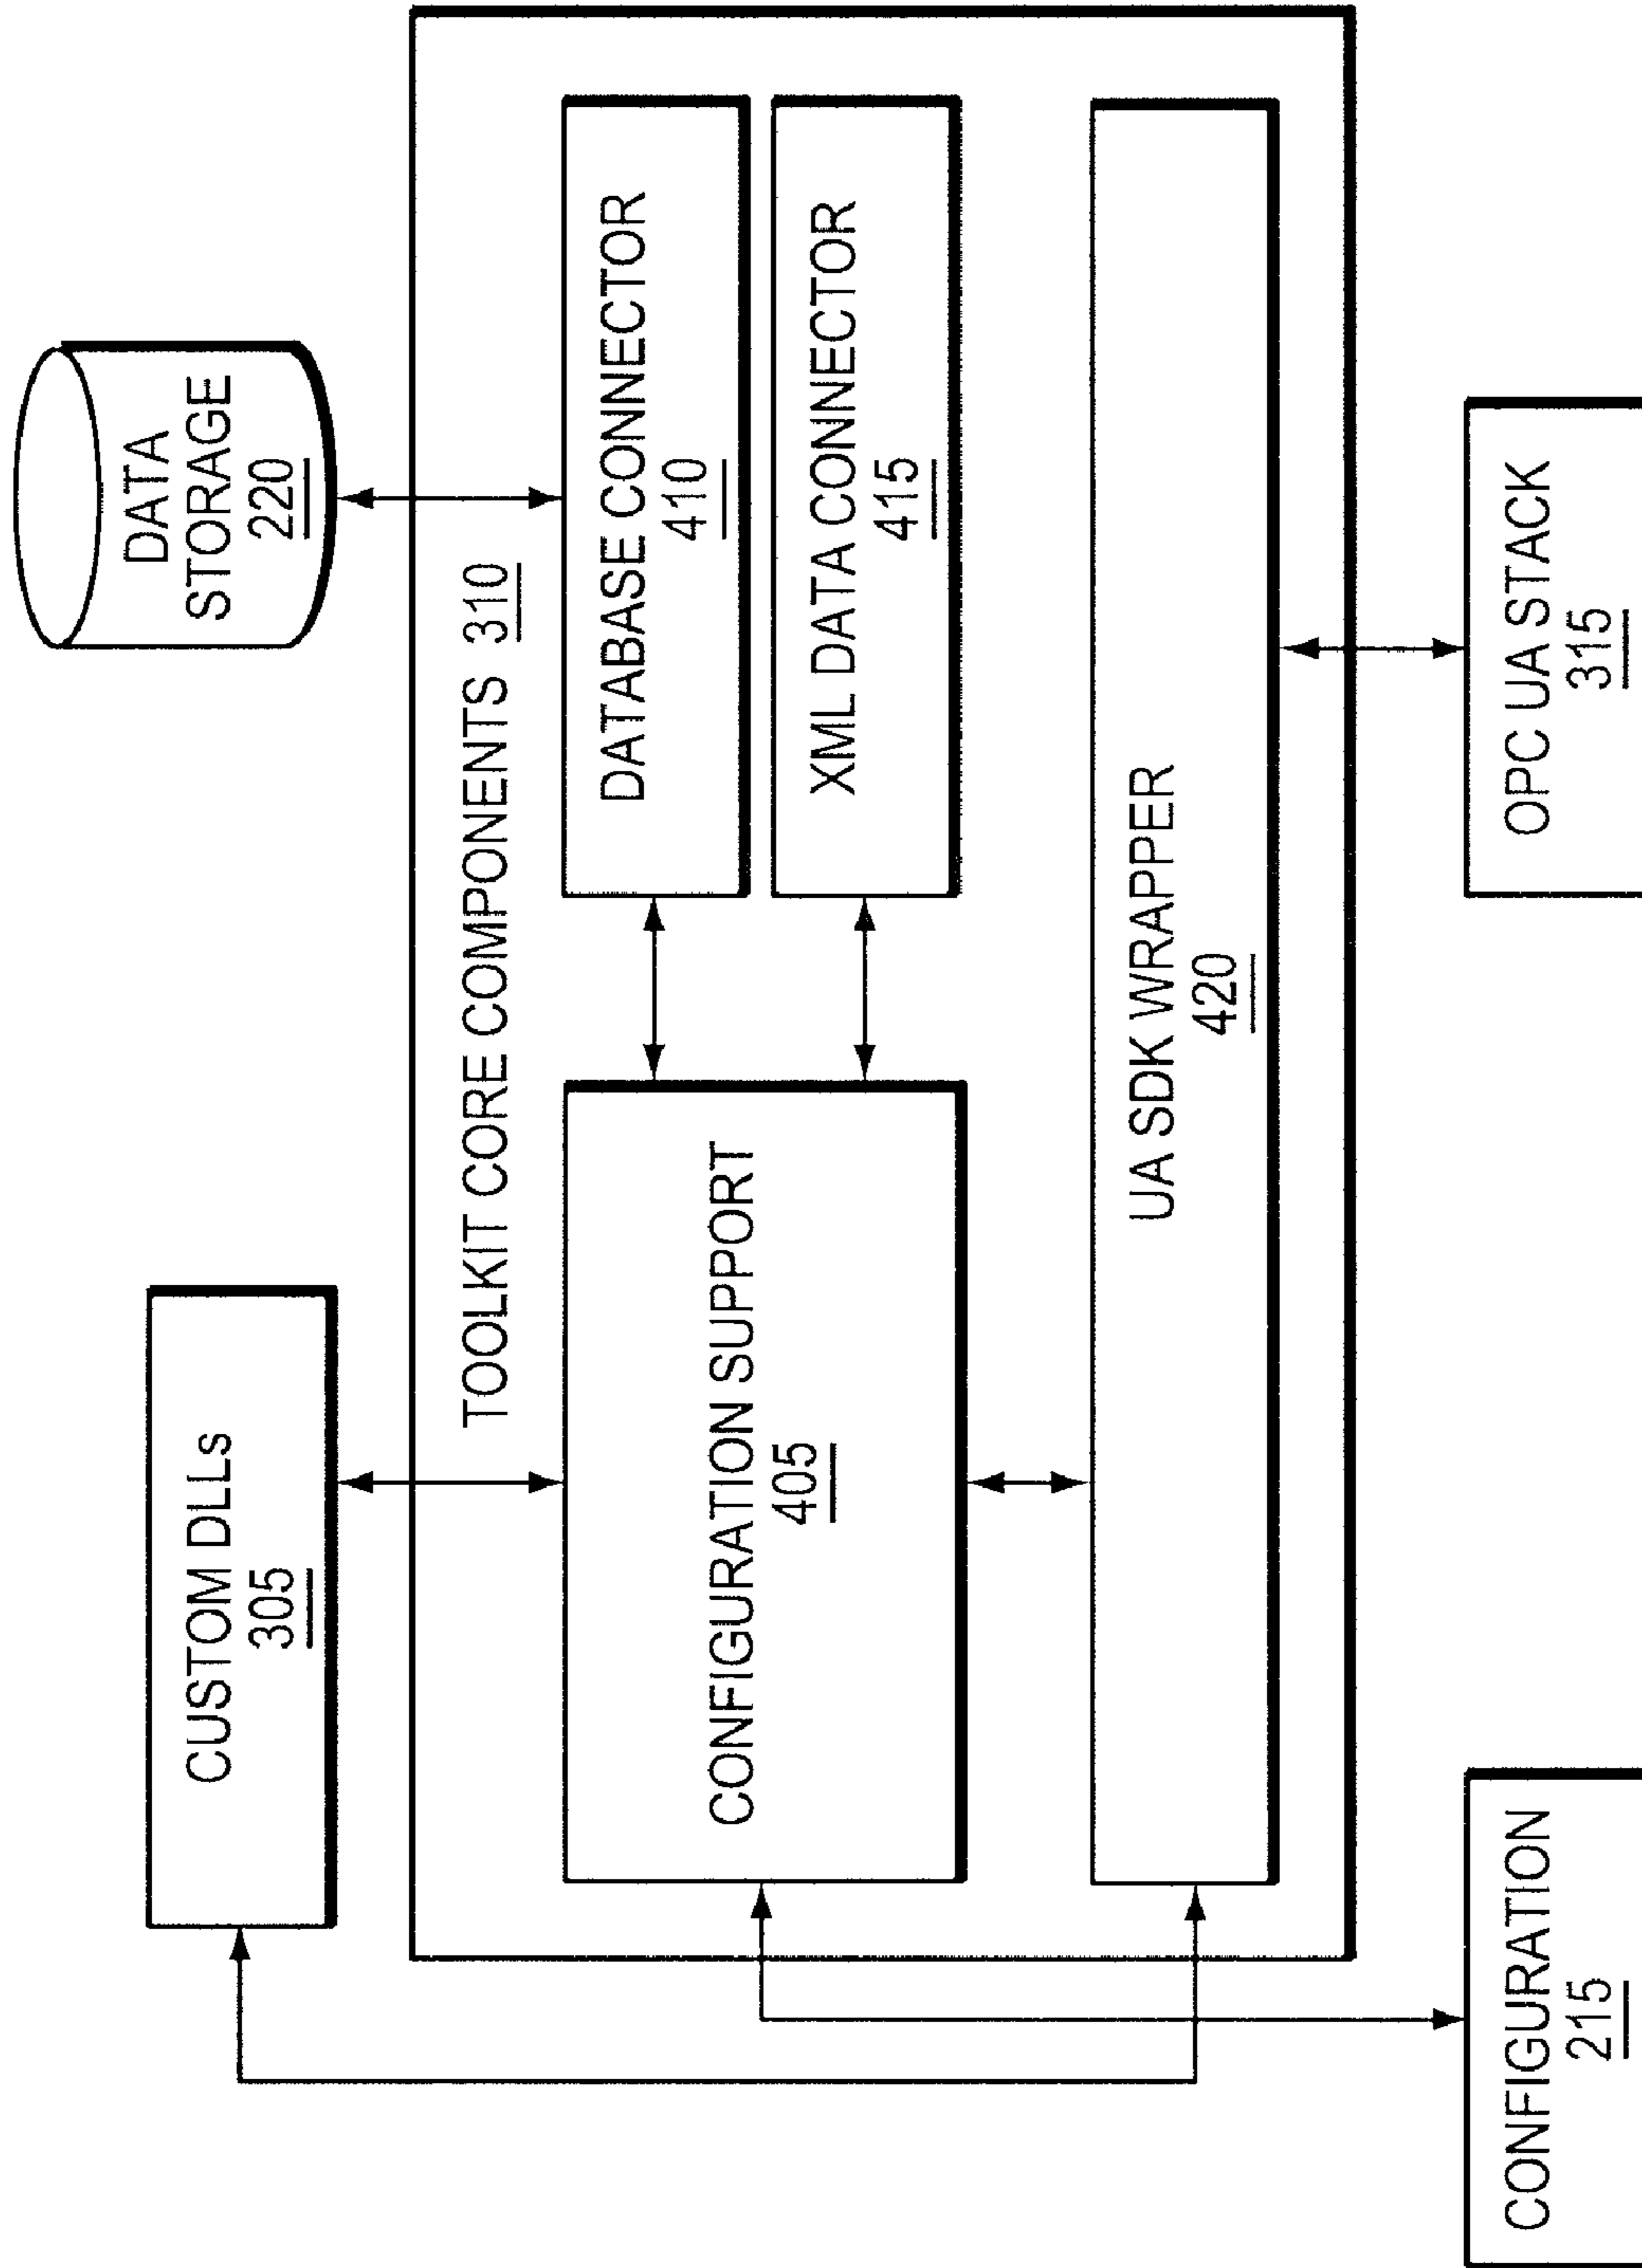 CUSTOM DLLs
305
DATA
STORAGE
220
TOOLKIT CORE COMPONENTS 310
CONFIGURATION SUPPORT
405
DATABASE CONNECTOR
410
XML DATA CONNECTOR
415
UA SDK WRAPPER
420
CONFIGURATION
215
OPC UA STACK
315